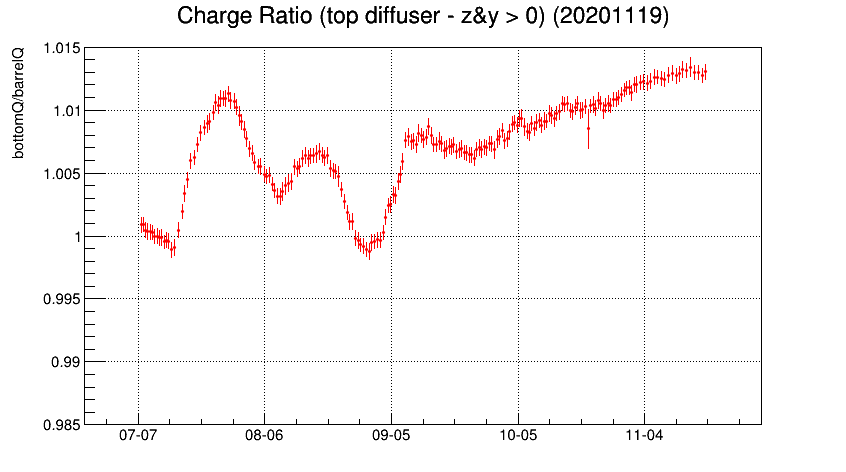 Charge Ratio (top diffuser - z&y > 0) (20201119)
bottomQ/barrelQ
1.015
1.01
1.005
1
0.995
0.99
0.985
07-07 08-06 09-05 10-05 11-04